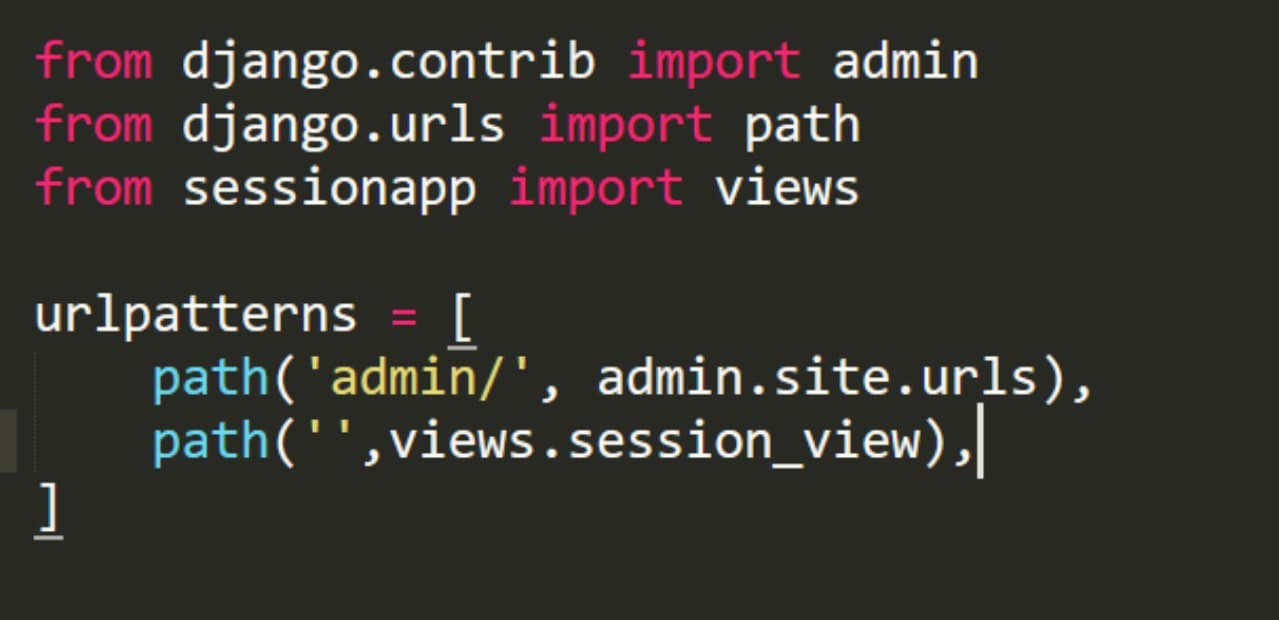 from django.contrib import admin
from django.urls import path
from sessionapp import views

urlpatterns = [
    path('admin/', admin.site.urls),
    path('',views.session_view),
]